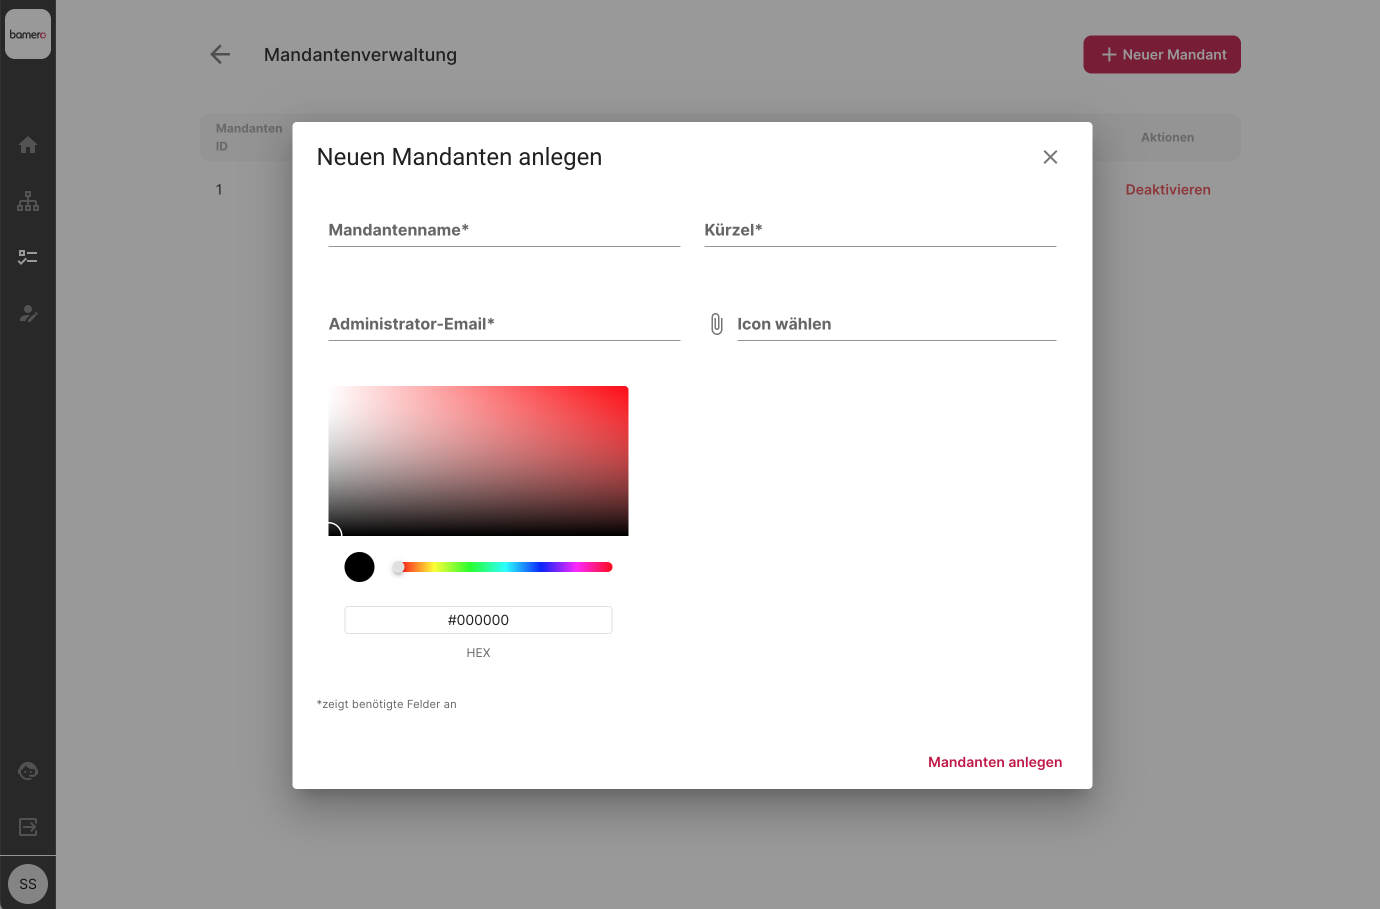 bamero
Mandantenverwaltung
+ Neuer Mandant
Mandanten
ID
Aktionen
1
Deaktivieren
Neuen Mandanten anlegen
Mandantenname*
Kürzel*
Administrator-Email*
Icon wählen
#000000
HEX
*zeigt benötigte Felder an
Mandanten anlegen
SS